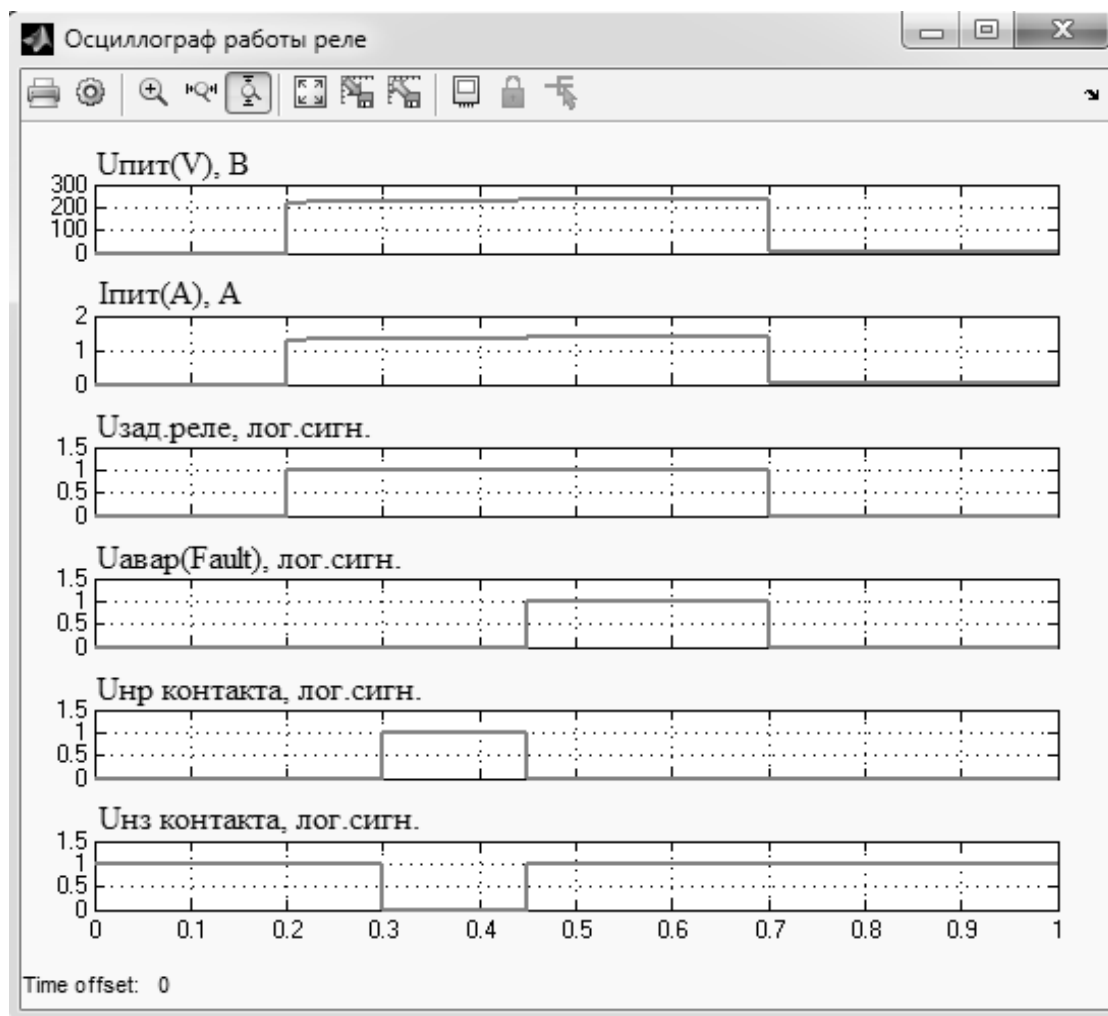 Осциллограф работы реле
Uпит(V), В
300
200
100
0
Iпит(A), А
2
1
0
Uзад.реле, лог.сигн.
1.5
1
0.5
0
Uавар(Fault), лог.сигн.
1.5
1
0.5
0
Uнр контакта, лог.сигн.
1.5
1
0.5
0
Uнз контакта, лог.сигн.
1.5
1
0.5
0
0 0.1 0.2 0.3 0.4 0.5 0.6 0.7 0.8 0.9 1
Time offset: 0